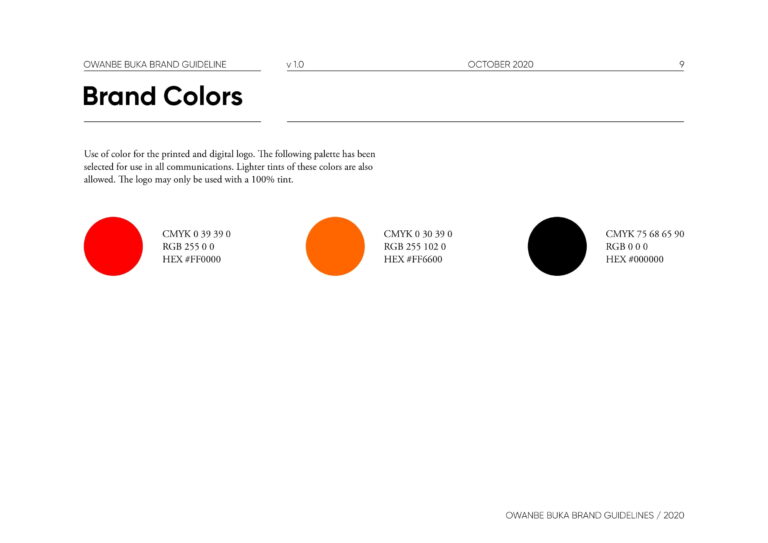 OWANBE BUKA BRAND GUIDELINE
v 1.0
OCTOBER 2020
9
Brand Colors
Use of color for the printed and digital logo. The following palette has been
selected for use in all communications. Lighter tints of these colors are also
allowed. The logo may only be used with a 100% tint.
CMYK 0 39 39 0
RGB 255 0 0
HEX #FF0000
CMYK 0 30 39 0
RGB 255 102 0
HEX #FF6600
CMYK 75 68 65 90
RGB 0 0 0
HEX #000000
OWANBE BUKA BRAND GUIDELINES / 2020